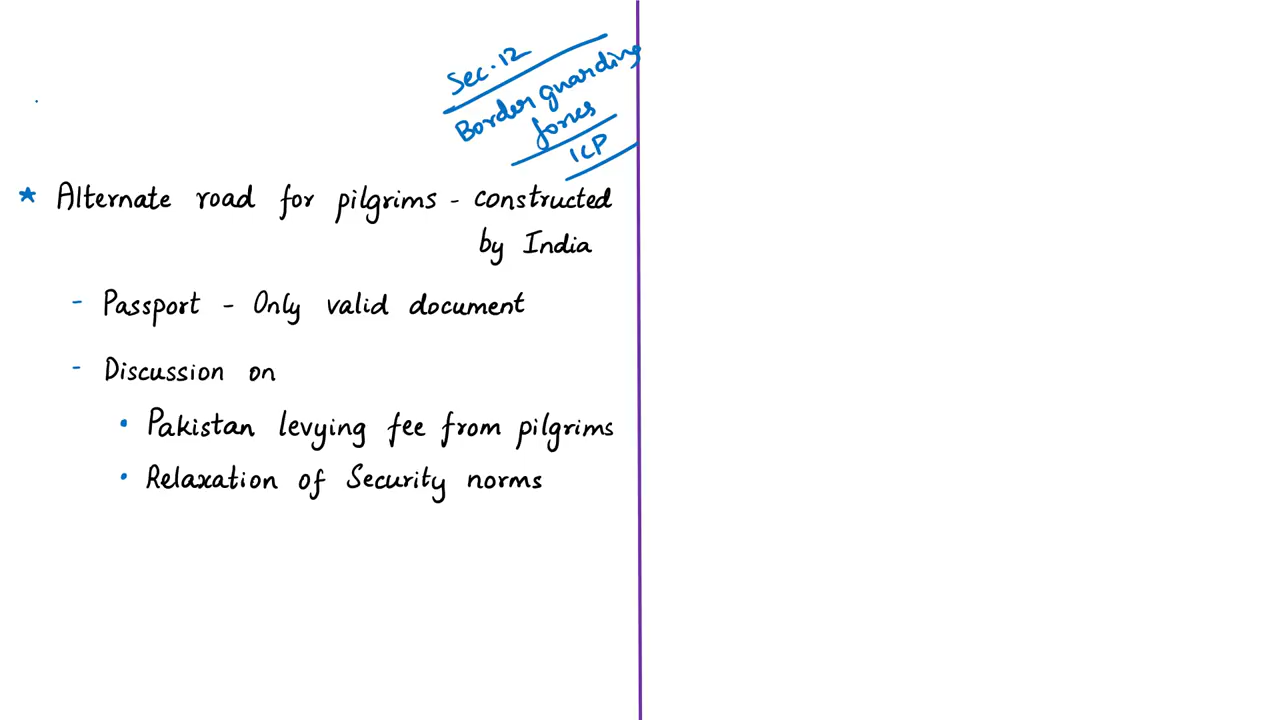 Sec. 12
Border guarding
forces
ICP
★ Alternate road for pilgrims - constructed
by India
- Passport - Only valid document
- Discussion on
• Pakistan levying fee from pilgrims
• Relaxation of Security norms